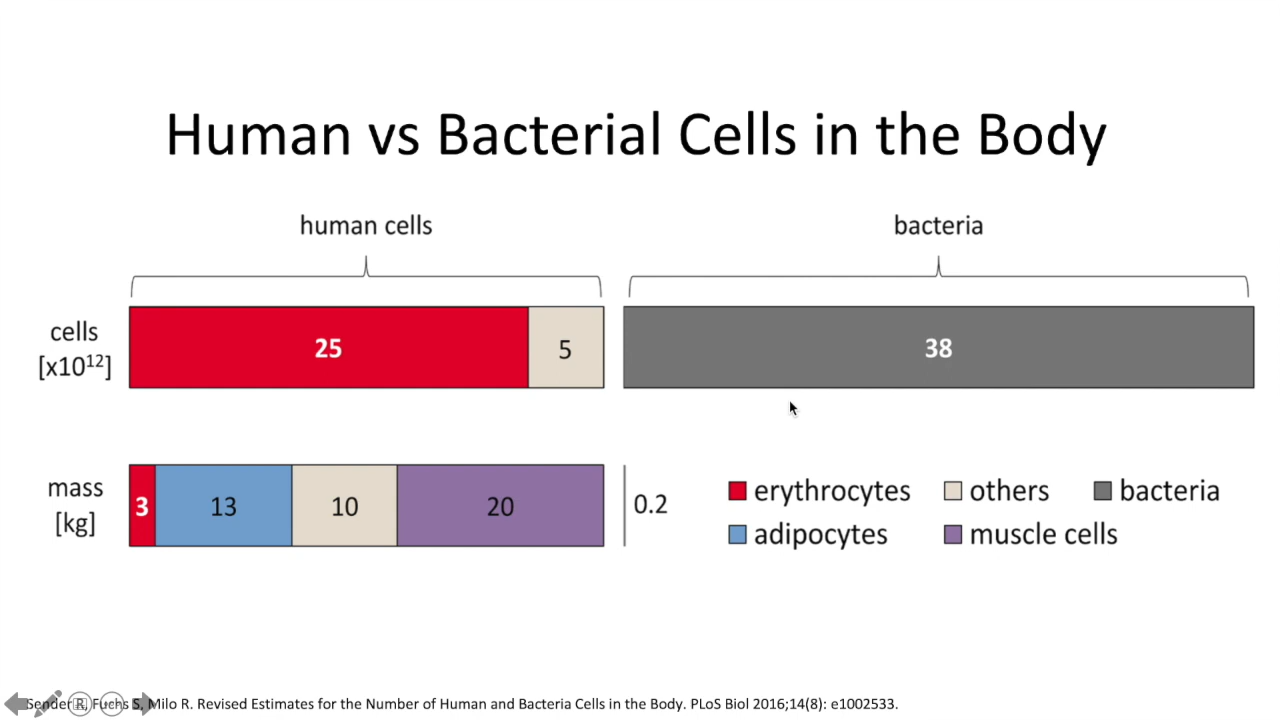 Human vs Bacterial Cells in the Body
human cells
bacteria
cells
[x10¹²]
25
5
38
mass
[kg]
3
13
10
20
0.2
erythrocytes
others
bacteria
adipocytes
muscle cells
Sender R, Fuchs S, Milo R. Revised Estimates for the Number of Human and Bacteria Cells in the Body. PLoS Biol 2016;14(8): e1002533.